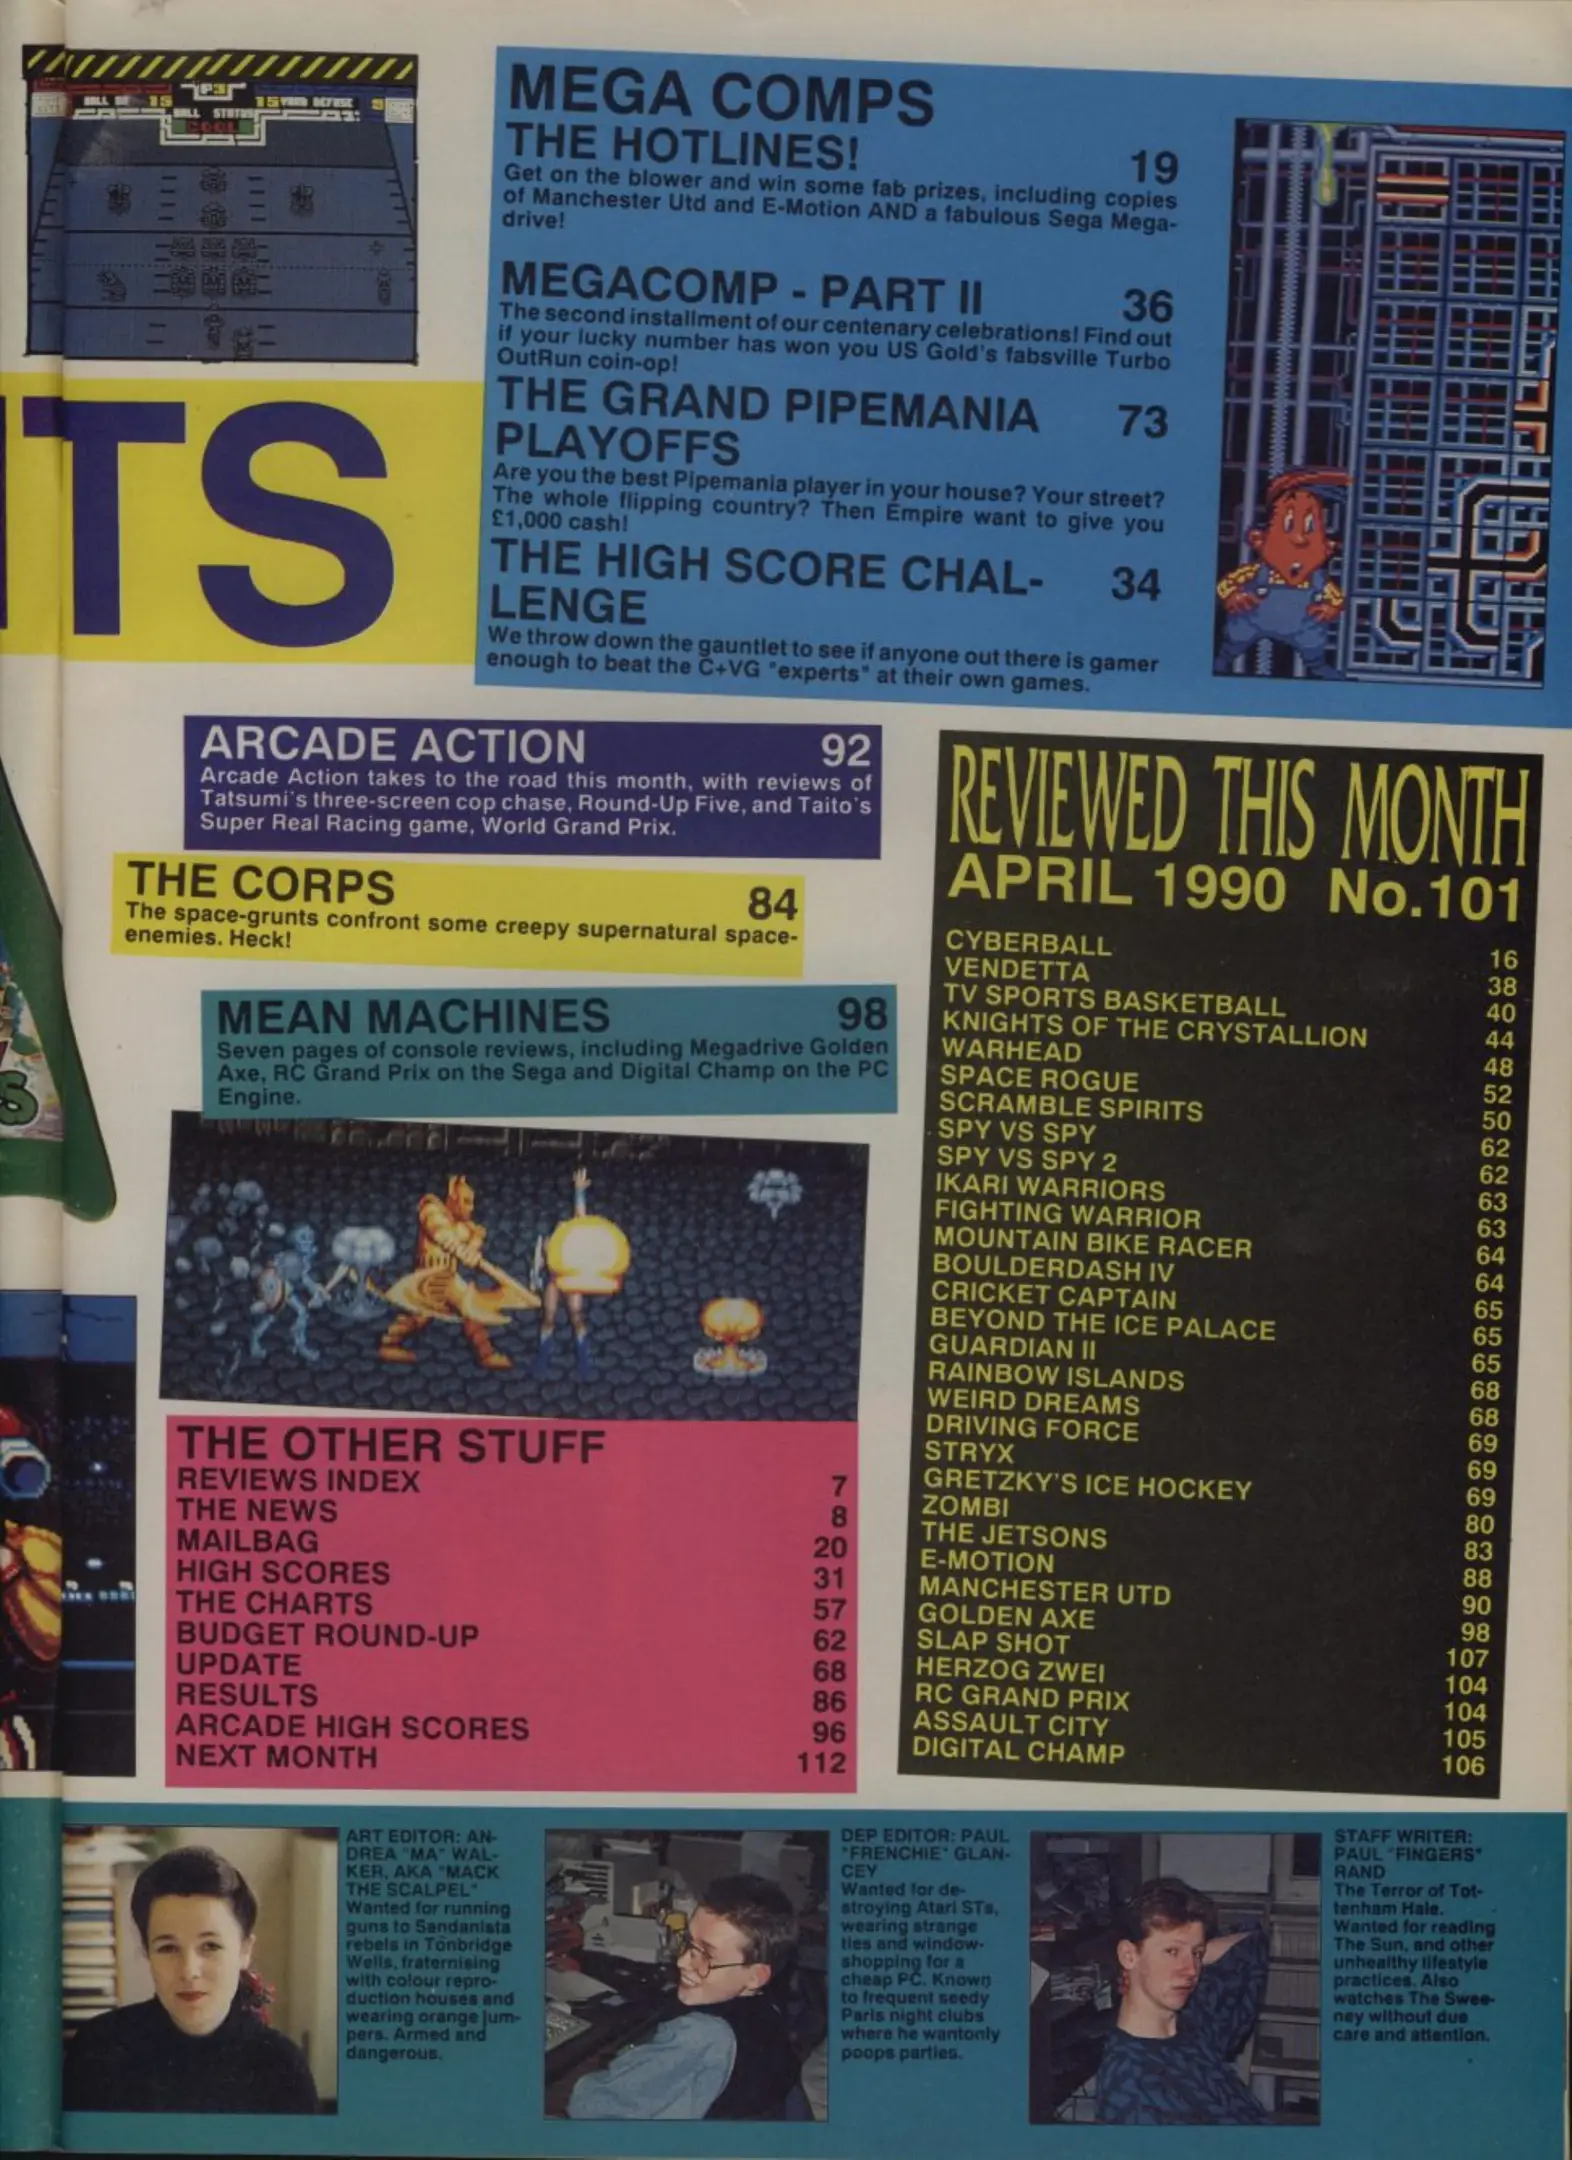 P3
BALL ON 15
15 YARD DEFUSE 9
BALL STATUS
COOL
MEGA COMPS
THE HOTLINES! 19
Get on the blower and win some fab prizes, including copies
of Manchester Utd and E-Motion AND a fabulous Sega Mega-
drive!
MEGACOMP - PART II 36
The second installment of our centenary celebrations! Find out
if your lucky number has won you US Gold's fabsville Turbo
OutRun coin-op!
THE GRAND PIPEMANIA 73
PLAYOFFS
Are you the best Pipemania player in your house? Your street?
The whole flipping country? Then Empire want to give you
£1,000 cash!
THE HIGH SCORE CHAL- 34
LENGE
We throw down the gauntlet to see if anyone out there is gamer
enough to beat the C+VG "experts" at their own games.
TS
ARCADE ACTION 92
Arcade Action takes to the road this month, with reviews of
Tatsumi's three-screen cop chase, Round-Up Five, and Taito's
Super Real Racing game, World Grand Prix.
THE CORPS 84
The space-grunts confront some creepy supernatural space-
enemies. Heck!
MEAN MACHINES 98
Seven pages of console reviews, including Megadrive Golden
Axe, RC Grand Prix on the Sega and Digital Champ on the PC
Engine.
THE OTHER STUFF
REVIEWS INDEX 7
THE NEWS 8
MAILBAG 20
HIGH SCORES 31
THE CHARTS 57
BUDGET ROUND-UP 62
UPDATE 68
RESULTS 86
ARCADE HIGH SCORES 96
NEXT MONTH 112
REVIEWED THIS MONTH
APRIL 1990 No.101
CYBERBALL 16
VENDETTA 38
TV SPORTS BASKETBALL 40
KNIGHTS OF THE CRYSTALLION 44
WARHEAD 48
SPACE ROGUE 52
SCRAMBLE SPIRITS 50
SPY VS SPY 62
SPY VS SPY 2 62
IKARI WARRIORS 63
FIGHTING WARRIOR 63
MOUNTAIN BIKE RACER 64
BOULDERDASH IV 64
CRICKET CAPTAIN 65
BEYOND THE ICE PALACE 65
GUARDIAN II 65
RAINBOW ISLANDS 68
WEIRD DREAMS 68
DRIVING FORCE 69
STRYX 69
GRETZKY'S ICE HOCKEY 69
ZOMBI 80
THE JETSONS 83
E-MOTION 88
MANCHESTER UTD 90
GOLDEN AXE 98
SLAP SHOT 107
HERZOG ZWEI 104
RC GRAND PRIX 104
ASSAULT CITY 105
DIGITAL CHAMP 106
ART EDITOR: AN-
DREA "MA" WAL-
KER, AKA "MACK
THE SCALPEL"
Wanted for running
guns to Sandanista
rebels in Tonbridge
Wells, fraternising
with colour repro-
duction houses and
wearing orange jum-
pers. Armed and
dangerous.
DEP EDITOR: PAUL
"FRENCHIE" GLAN-
CEY
Wanted for de-
stroying Atari STs,
wearing strange
ties and window-
shopping for a
cheap PC. Known
to frequent seedy
Paris night clubs
where he wantonly
poops parties.
STAFF WRITER:
PAUL "FINGERS"
RAND
The Terror of Tot-
tenham Hale.
Wanted for reading
The Sun, and other
unhealthy lifestyle
practices. Also
watches The Swee-
ney without due
care and attention.